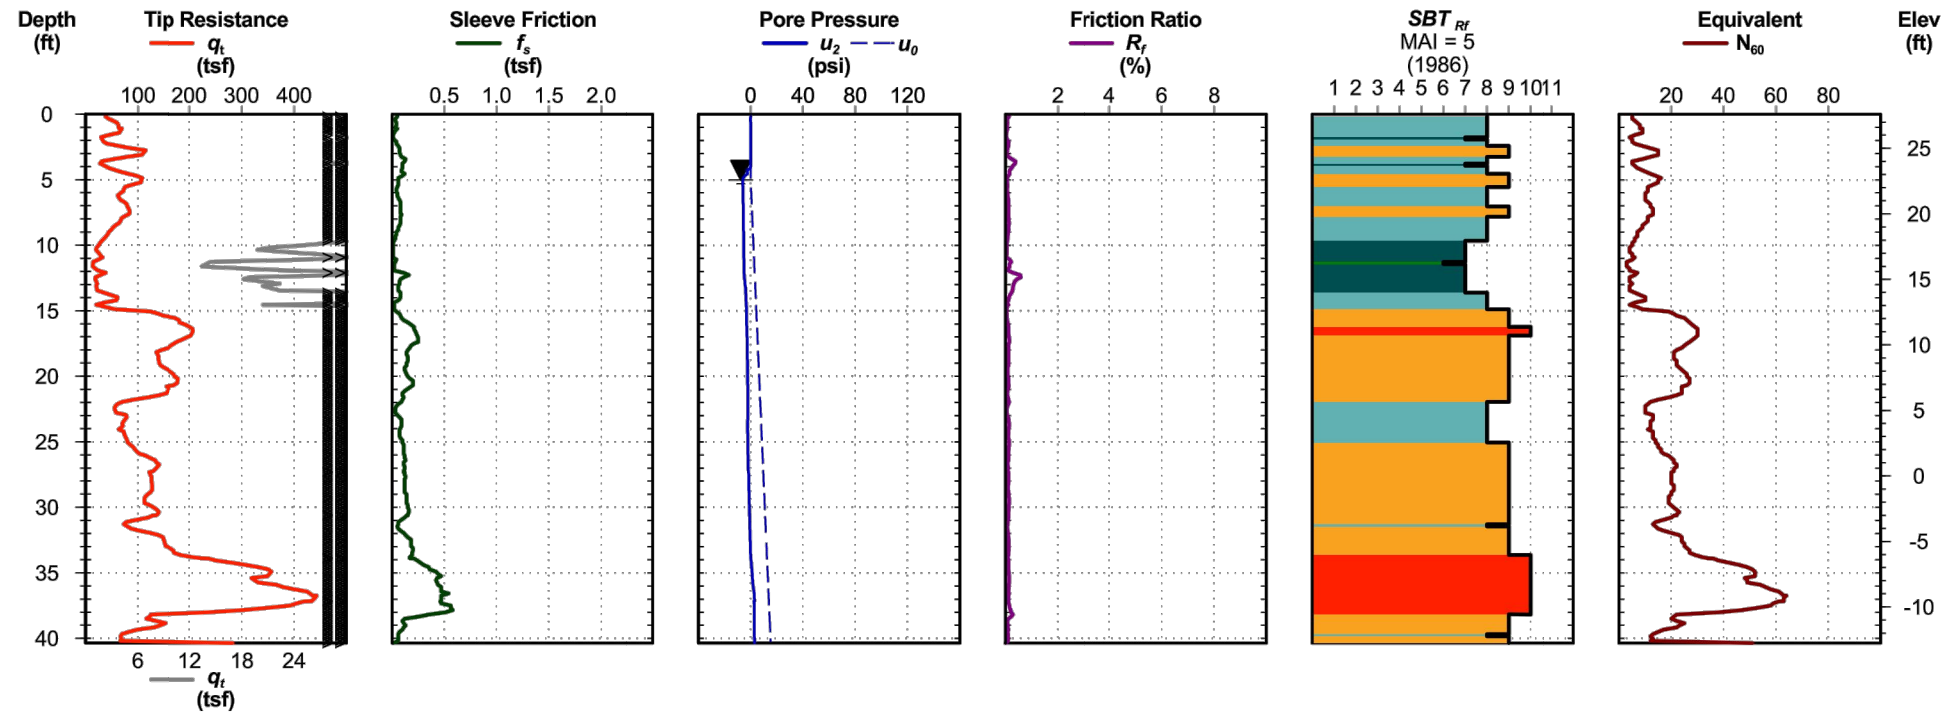 Depth Tip Resistance Sleeve Friction Pore Pressure Friction Ratio SBT Rf Equivalent Elev
(ft) qt fs u2 u0 Rf MAI = 5 N60 (ft)
(tsf) (tsf) (psi) (%) (1986)
1 2 3 4 5 6 7 8 9 10 11
100 200 300 400 0.5 1.0 1.5 2.0 0 40 80 120 2 4 6 8 20 40 60 80
0
25
5
20
10
15
15
10
20
5
25
0
30
-5
35
-10
40
6 12 18 24
qt
(tsf)